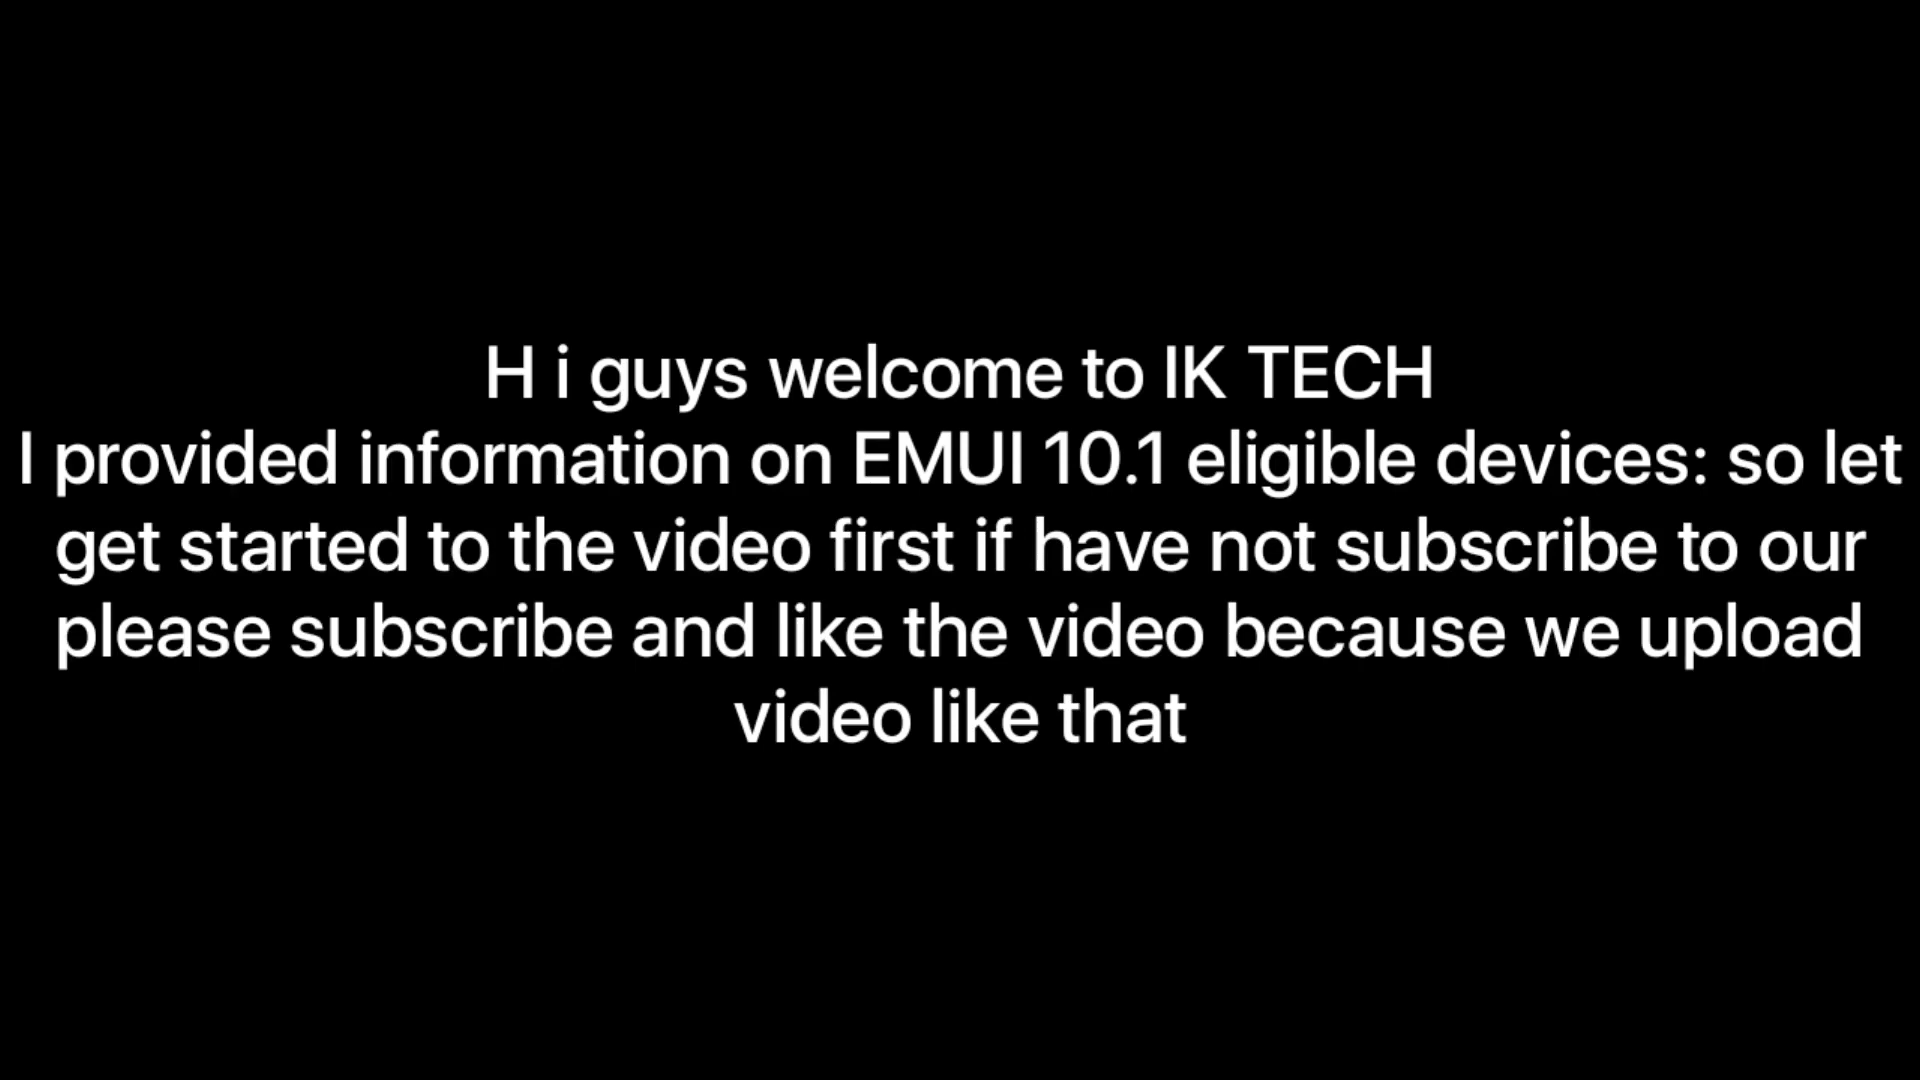 H i guys welcome to IK TECH
I provided information on EMUI 10.1 eligible devices: so let
get started to the video first if have not subscribe to our
please subscribe and like the video because we upload
video like that